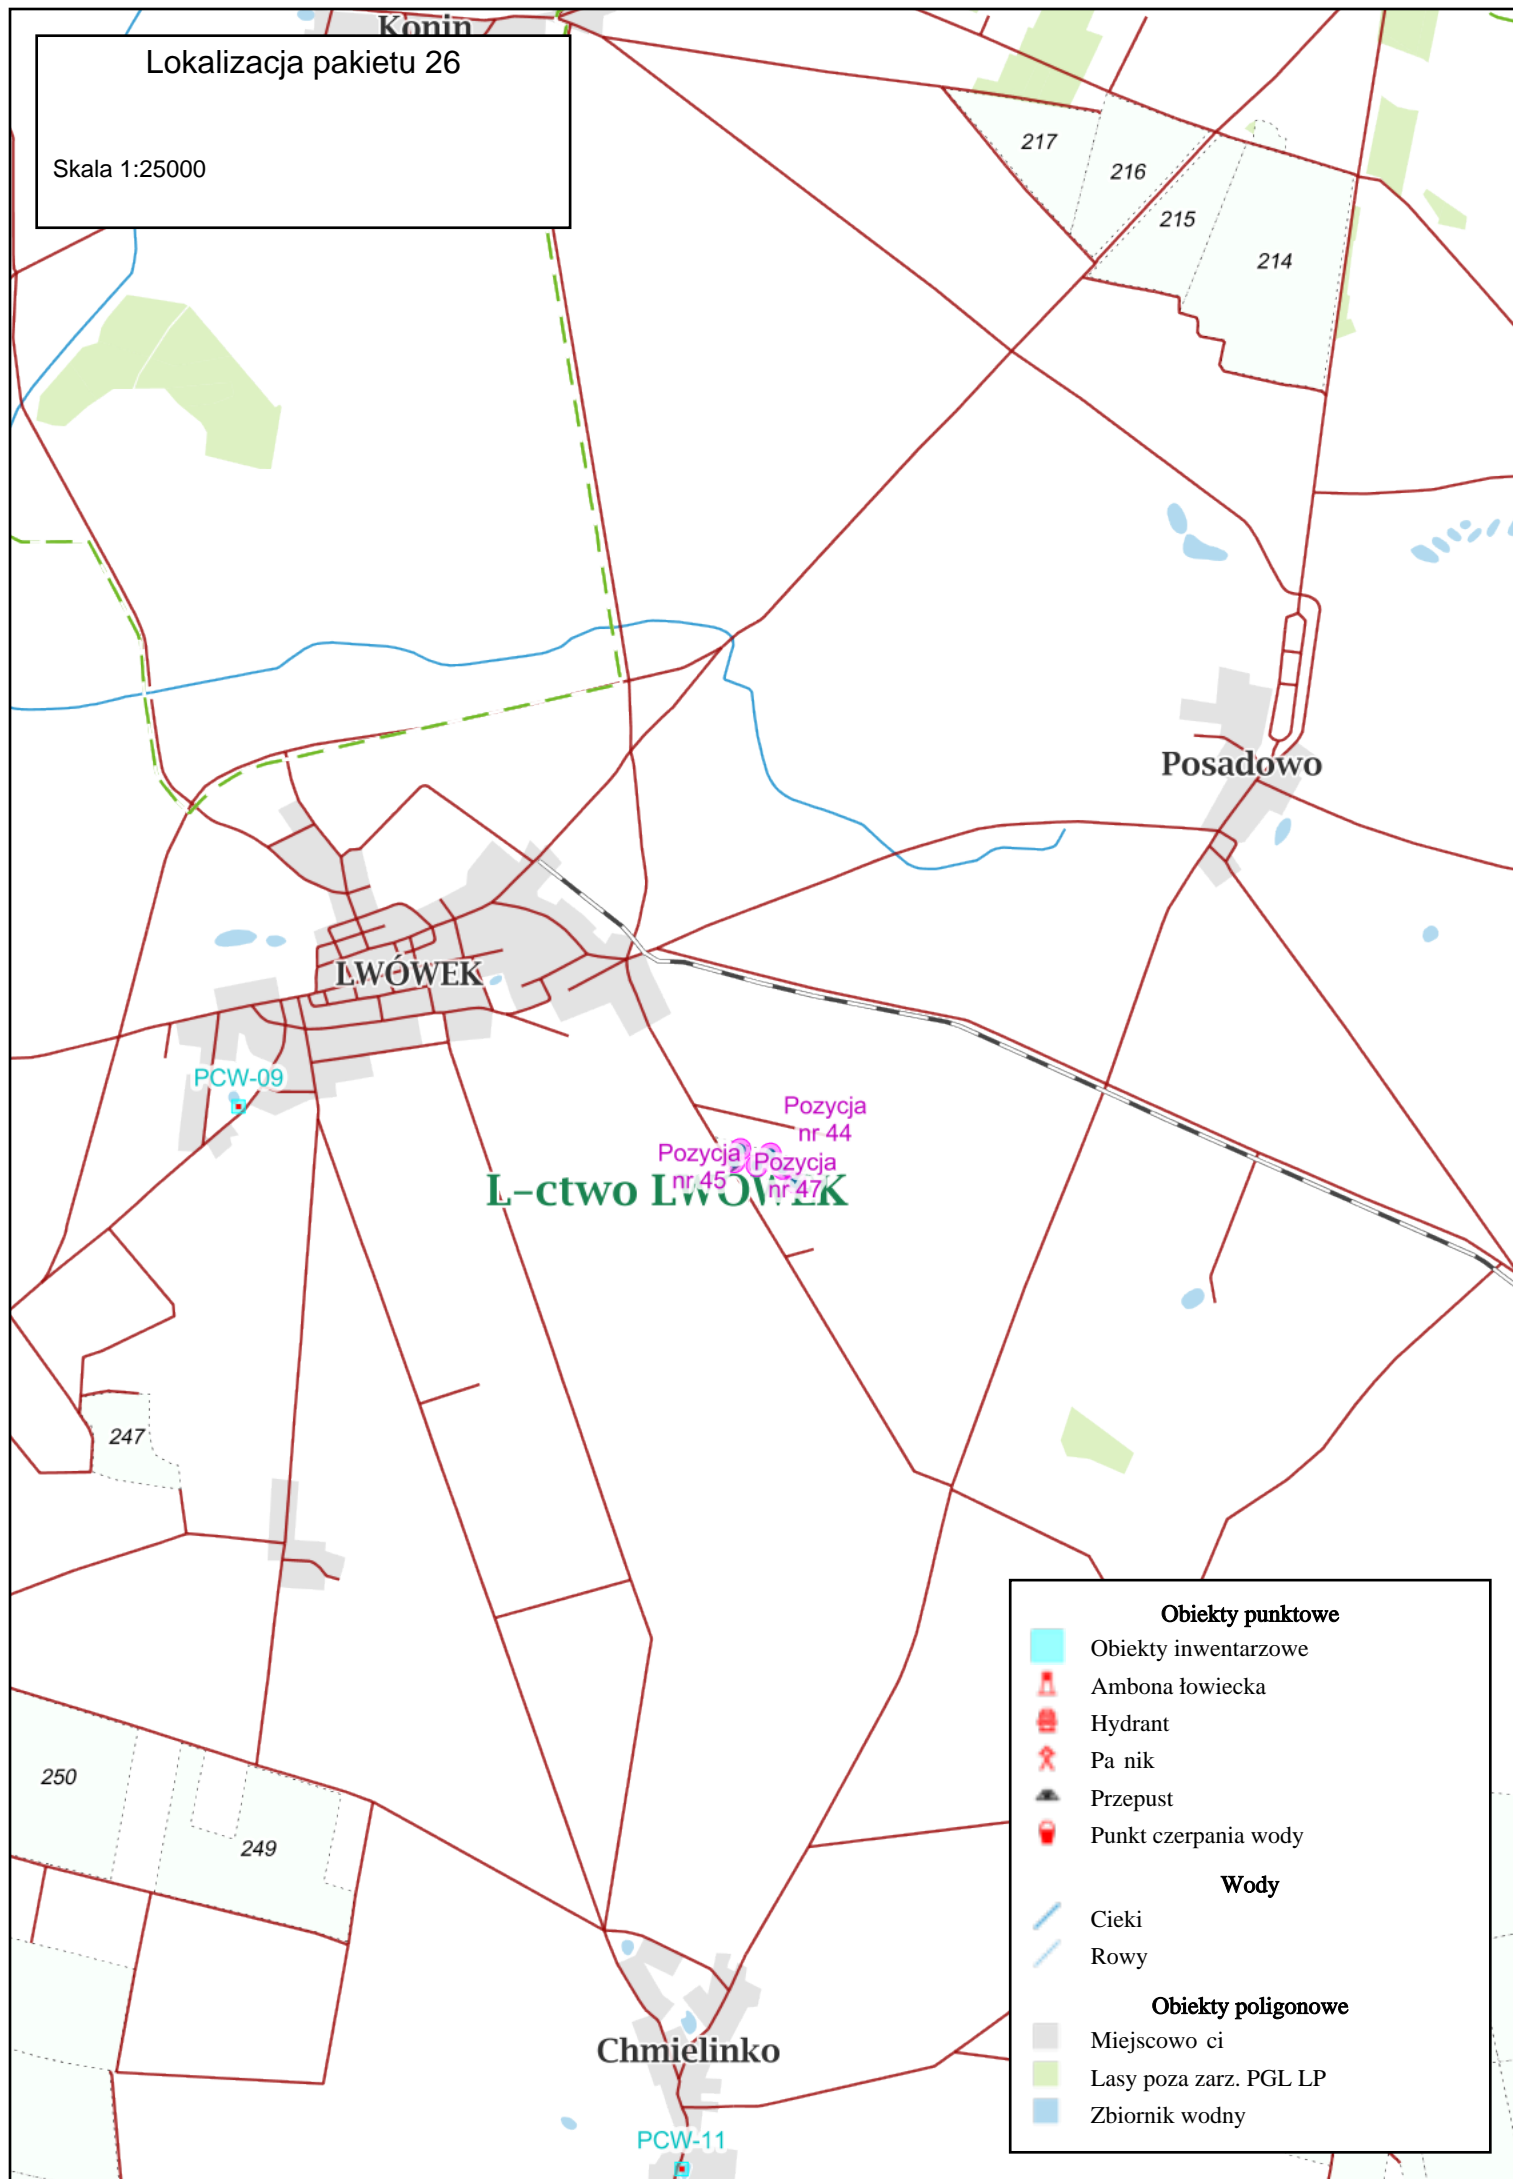 Konin
Lokalizacja pakietu 26
Skala 1:25000
217
216
215
214
Posadowo
LWÓWEK
PCW-09
Pozycja
nr 44
Pozycja
nr 45
Pozycja
nr 47
L-ctwo LWÓWEK
247
250
249
Chmielinko
PCW-11
Obiekty punktowe
Obiekty inwentarzowe
Ambona łowiecka
Hydrant
Pa nik
Przepust
Punkt czerpania wody
Wody
Cieki
Rowy
Obiekty poligonowe
Miejscowo ci
Lasy poza zarz. PGL LP
Zbiornik wodny